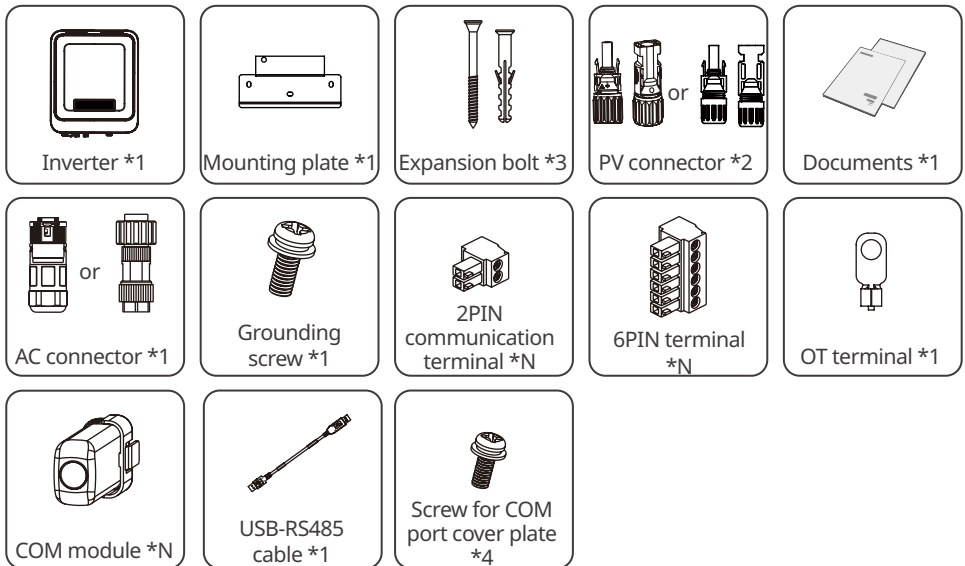 Inverter *1
Mounting plate *1
Expansion bolt *3
or
PV connector *2
Documents *1
or
AC connector *1
Grounding
screw *1
2PIN
communication
terminal *N
6PIN terminal
*N
OT terminal *1
COM module *N
USB-RS485
cable *1
Screw for COM
port cover plate
*4